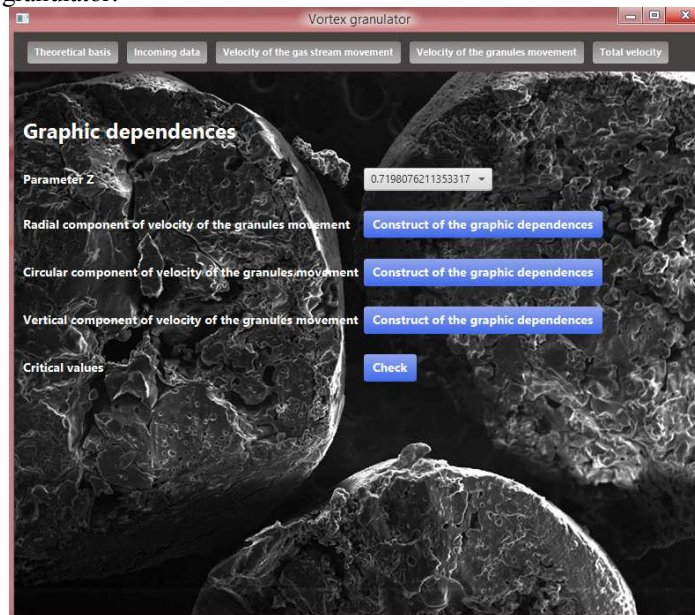 granulator.
Vortex granulator
Theoretical basis Incoming data Velocity of the gas stream movement Velocity of the granules movement Total velocity
Graphic dependences
Parameter Z 0.7198076211353317
Radial component of velocity of the granules movement Construct of the graphic dependences
Circular component of velocity of the granules movement Construct of the graphic dependences
Vertical component of velocity of the granules movement Construct of the graphic dependences
Critical values Check